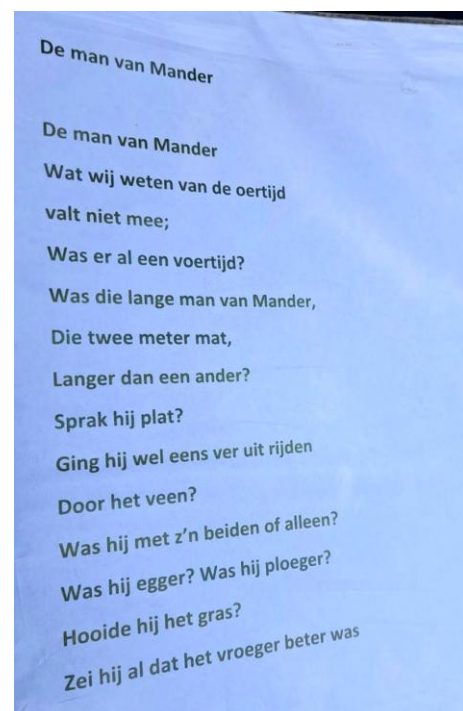 De man van Mander
De man van Mander
Wat wij weten van de oertijd
valt niet mee;
Was er al een voertijd?
Was die lange man van Mander,
Die twee meter mat,
Langer dan een ander?
Sprak hij plat?
Ging hij wel eens ver uit rijden
Door het veen?
Was hij met z’n beiden of alleen?
Was hij egger? Was hij ploeger?
Hooide hij het gras?
Zei hij al dat het vroeger beter was